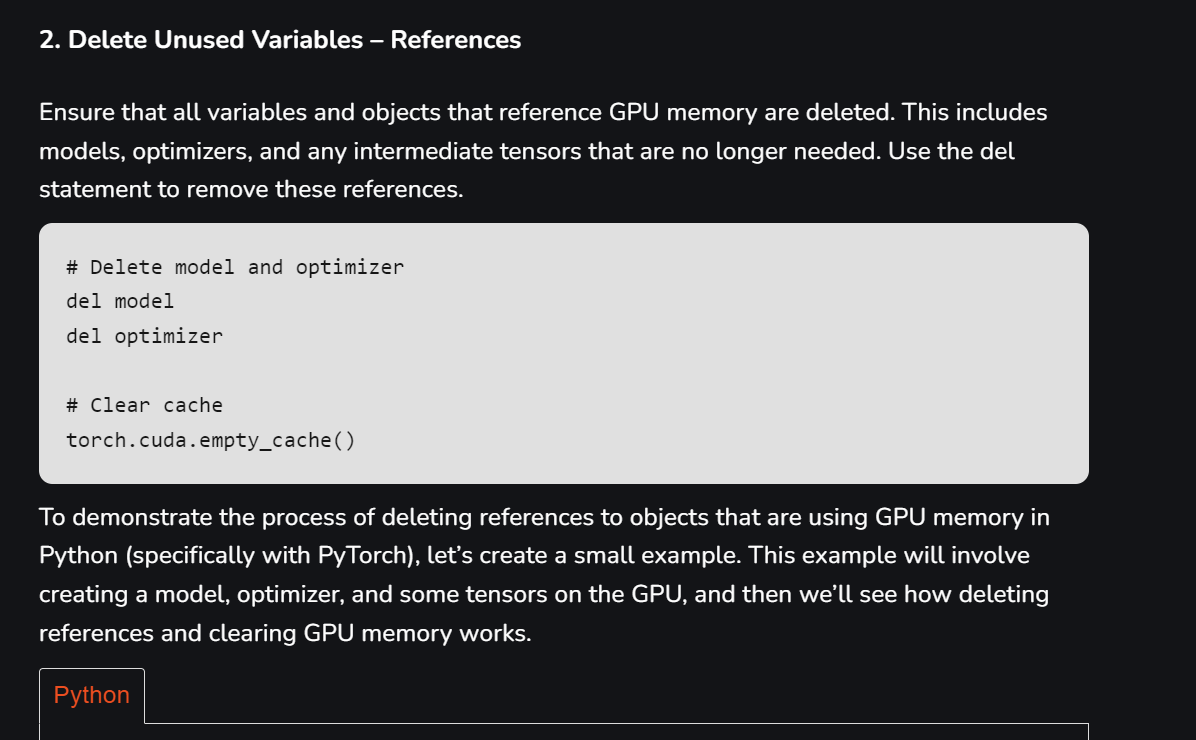 2. Delete Unused Variables – References
Ensure that all variables and objects that reference GPU memory are deleted. This includes
models, optimizers, and any intermediate tensors that are no longer needed. Use the del
statement to remove these references.
# Delete model and optimizer
del model
del optimizer
# Clear cache
torch.cuda.empty_cache()
To demonstrate the process of deleting references to objects that are using GPU memory in
Python (specifically with PyTorch), let’s create a small example. This example will involve
creating a model, optimizer, and some tensors on the GPU, and then we’ll see how deleting
references and clearing GPU memory works.
Python